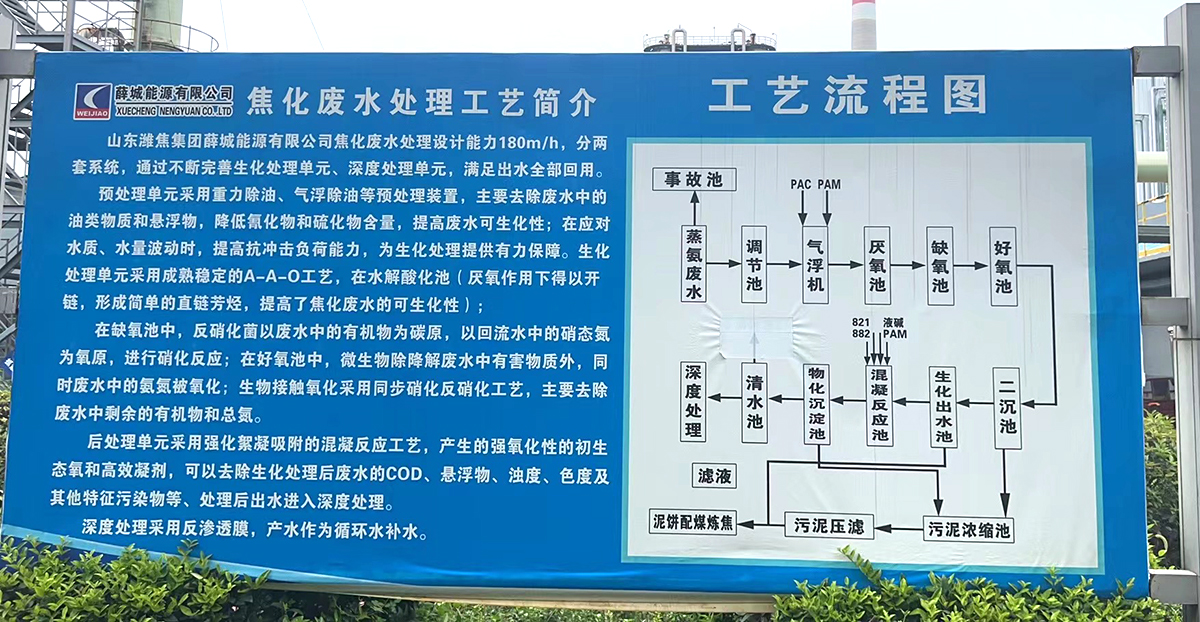 WEIJIAO
薛城能源有限公司
XUECHENG NENGYUAN CO.,LTD
焦化废水处理工艺简介
山东潍焦集团薛城能源有限公司焦化废水处理设计能力180m/h，分两
套系统，通过不断完善生化处理单元、深度处理单元，满足出水全部回用。
预处理单元采用重力除油、气浮除油等预处理装置，主要去除废水中的
油类物质和悬浮物，降低氰化物和硫化物含量，提高废水可生化性；在应对
水质、水量波动时，提高抗冲击负荷能力，为生化处理提供有力保障。生化
处理单元采用成熟稳定的A-A-O工艺，在水解酸化池（厌氧作用下得以开
链，形成简单的直链芳烃，提高了焦化废水的可生化性）；
在缺氧池中，反硝化菌以废水中的有机物为碳原，以回流水中的硝态氮
为氧原，进行硝化反应；在好氧池中，微生物除降解废水中有害物质外，同
时废水中的氨氮被氧化；生物接触氧化采用同步硝化反硝化工艺，主要去除
废水中剩余的有机物和总氮。
后处理单元采用强化絮凝吸附的混凝反应工艺，产生的强氧化性的初生
态氧和高效凝剂，可以去除生化处理后废水的COD、悬浮物、浊度、色度及
其他特征污染物等、处理后出水进入深度处理。
深度处理采用反渗透膜，产水作为循环水补水。
工艺流程图
事故池
PAC PAM
蒸氨废水
调节池
气浮机
厌氧池
缺氧池
好氧池
821 液碱
882 PAM
深度处理
清水池
物化沉淀池
混凝反应池
生化出水池
二沉池
滤液
泥饼配煤炼焦
污泥压滤
污泥浓缩池